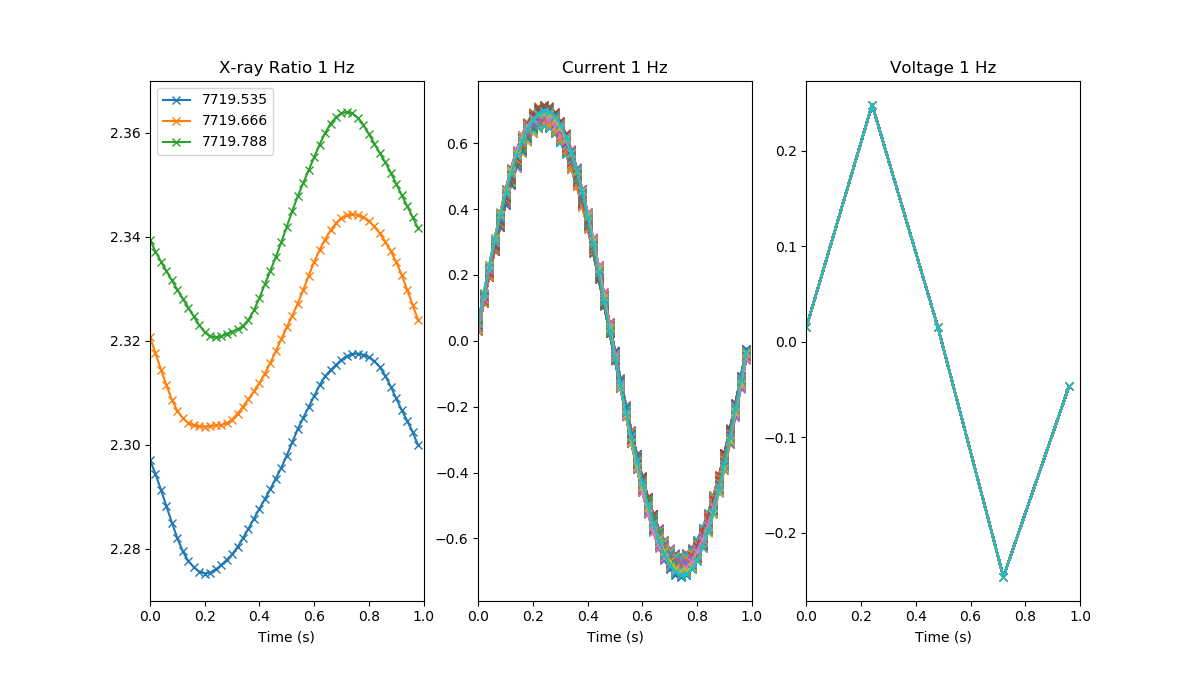 X-ray Ratio 1 Hz
7719.535
7719.666
7719.788
2.36
2.34
2.32
2.30
2.28
0.0 0.2 0.4 0.6 0.8 1.0
Time (s)
Current 1 Hz
0.6
0.4
0.2
0.0
−0.2
−0.4
−0.6
0.0 0.2 0.4 0.6 0.8 1.0
Time (s)
Voltage 1 Hz
0.2
0.1
0.0
−0.1
−0.2
0.0 0.2 0.4 0.6 0.8 1.0
Time (s)